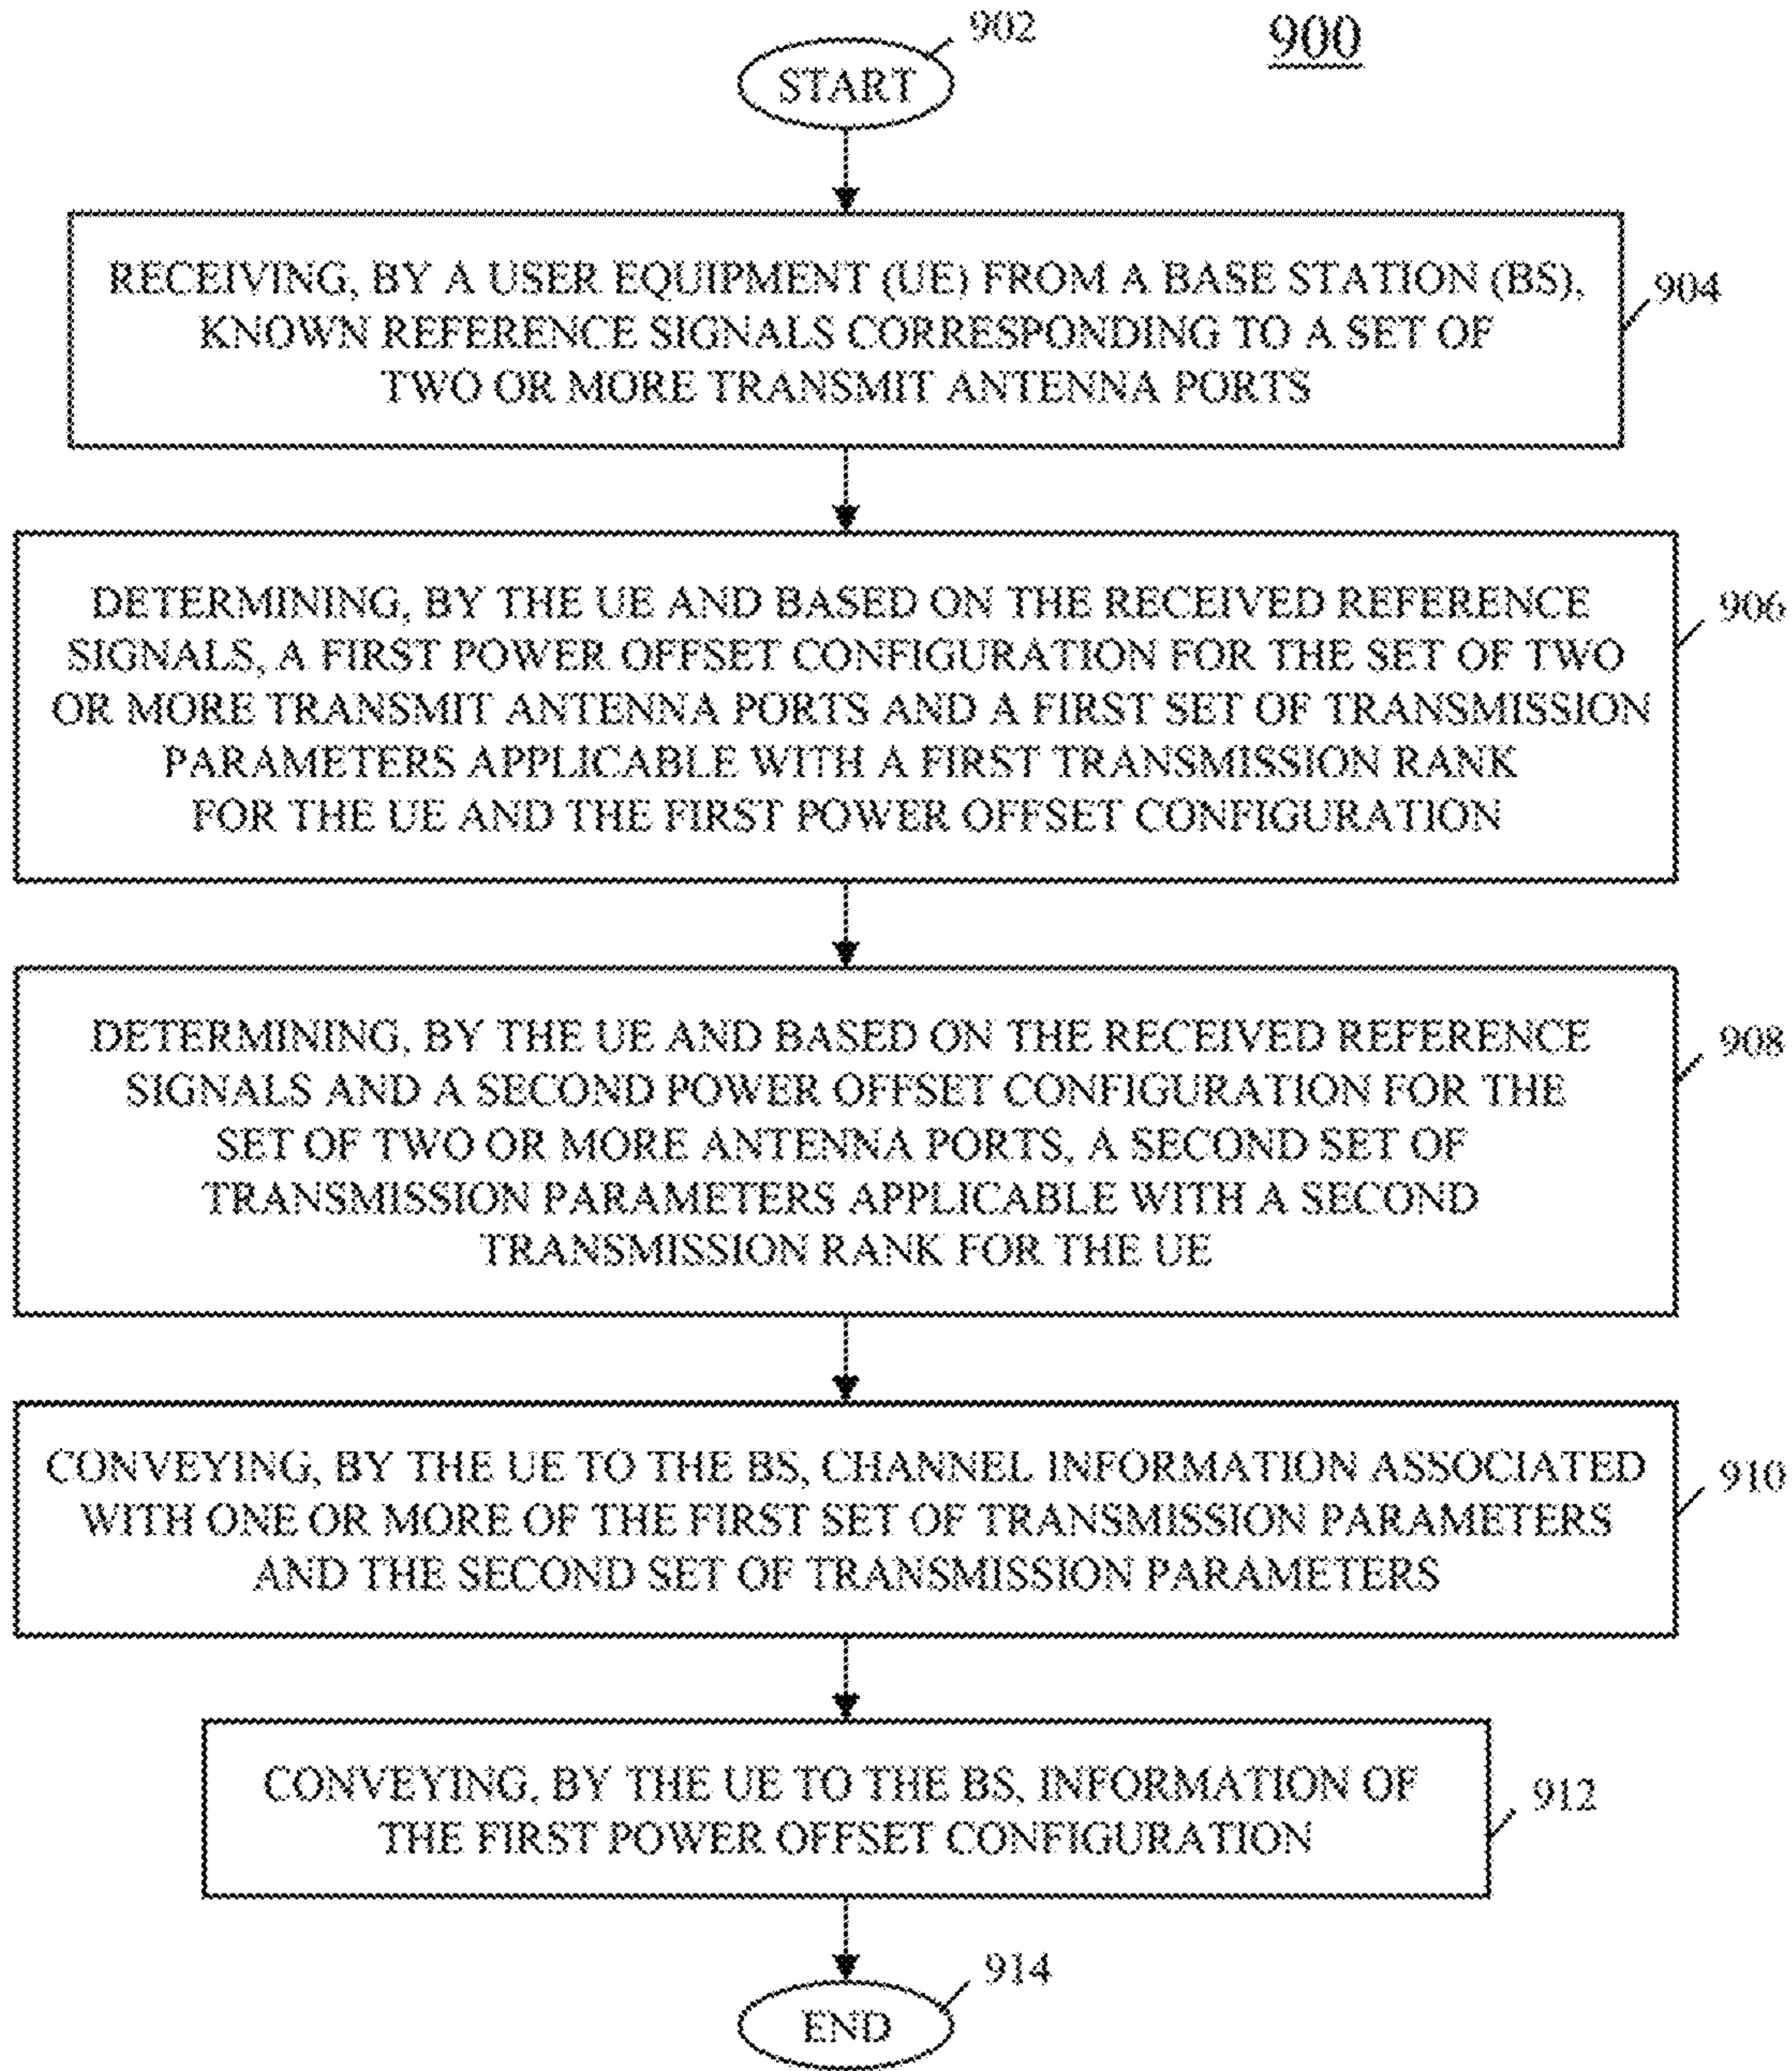 900
902
START
RECEIVING, BY A USER EQUIPMENT (UE) FROM A BASE STATION (BS),
KNOWN REFERENCE SIGNALS CORRESPONDING TO A SET OF
TWO OR MORE TRANSMIT ANTENNA PORTS
904
DETERMINING, BY THE UE AND BASED ON THE RECEIVED REFERENCE
SIGNALS, A FIRST POWER OFFSET CONFIGURATION FOR THE SET OF TWO
OR MORE TRANSMIT ANTENNA PORTS AND A FIRST SET OF TRANSMISSION
PARAMETERS APPLICABLE WITH A FIRST TRANSMISSION RANK
FOR THE UE AND THE FIRST POWER OFFSET CONFIGURATION
906
DETERMINING, BY THE UE AND BASED ON THE RECEIVED REFERENCE
SIGNALS AND A SECOND POWER OFFSET CONFIGURATION FOR THE
SET OF TWO OR MORE ANTENNA PORTS, A SECOND SET OF
TRANSMISSION PARAMETERS APPLICABLE WITH A SECOND
TRANSMISSION RANK FOR THE UE
908
CONVEYING, BY THE UE TO THE BS, CHANNEL INFORMATION ASSOCIATED
WITH ONE OR MORE OF THE FIRST SET OF TRANSMISSION PARAMETERS
AND THE SECOND SET OF TRANSMISSION PARAMETERS
910
CONVEYING, BY THE UE TO THE BS, INFORMATION OF
THE FIRST POWER OFFSET CONFIGURATION
912
914
END